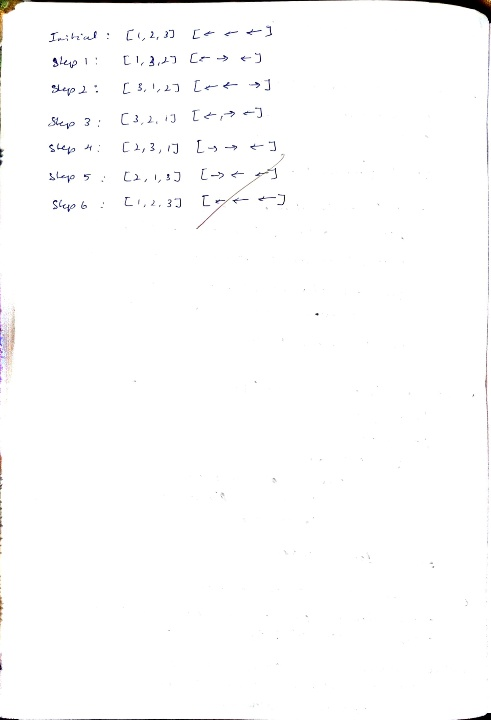 Initial : [1, 2, 3] [← ← ←]
Step 1 : [1, 3, 2] [← → ←]
Step 2 : [3, 1, 2] [← ← →]
Step 3 : [3, 2, 1] [←, → ←]
Step 4 : [2, 3, 1] [→ → ←]
Step 5 : [2, 1, 3] [→ ← ←]
Step 6 : [1, 2, 3] [← ← ←]